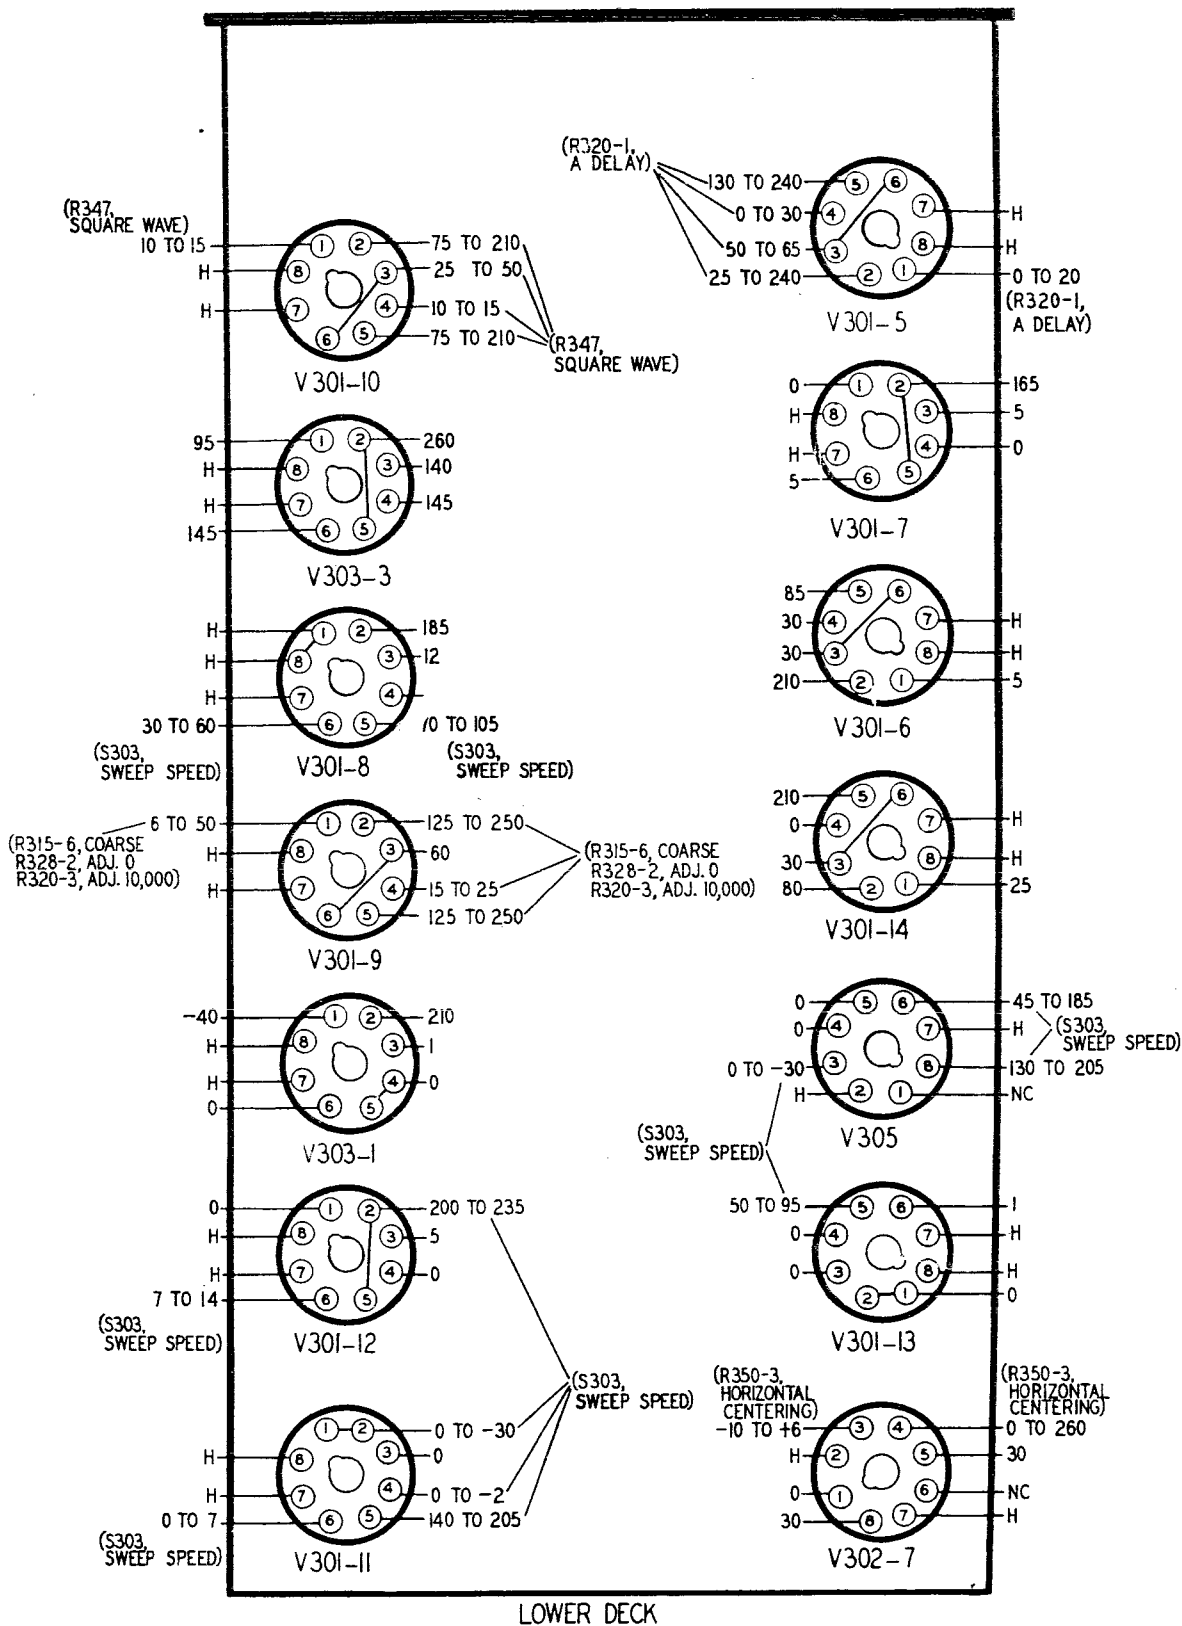 (R347,
SQUARE WAVE)
10 TO 15
H
H
1
2
3
4
5
6
7
8
75 TO 210
25 TO 50
10 TO 15
75 TO 210
(R347,
SQUARE WAVE)
V301-10
95
H
H
145
1
2
3
4
5
6
7
8
260
140
145
V303-3
H
H
H
30 TO 60
(S303,
SWEEP SPEED)
1
2
3
4
5
6
7
8
185
12
TO 105
(S303,
SWEEP SPEED)
V301-8
6 TO 50
(R315-6, COARSE
R328-2, ADJ. 0
R320-3, ADJ. 10,000)
H
H
1
2
3
4
5
6
7
8
125 TO 250
60
15 TO 25
125 TO 250
(R315-6, COARSE
R328-2, ADJ. 0
R320-3, ADJ. 10,000)
V301-9
-40
H
H
0
1
2
3
4
5
6
7
8
210
1
0
V303-1
0
H
H
7 TO 14
(S303,
SWEEP SPEED)
1
2
3
4
5
6
7
8
200 TO 235
5
0
V301-12
(S303,
SWEEP SPEED)
H
H
0 TO 7
(S303,
SWEEP SPEED)
1
2
3
4
5
6
7
8
0 TO -30
0
0 TO -2
140 TO 205
V301-11
(R320-1,
A DELAY)
130 TO 240
0 TO 30
50 TO 65
25 TO 240
5
6
4
7
3
8
2
1
H
H
0 TO 20
(R320-1,
A DELAY)
V301-5
0
H
H
5
1
2
8
3
7
4
6
5
165
5
0
V301-7
85
30
30
210
5
6
4
7
3
8
2
1
H
H
5
V301-6
210
0
30
80
5
6
4
7
3
8
2
1
H
H
25
V301-14
0
0
0 TO -30
H
5
6
4
7
3
8
2
1
45 TO 185
H
130 TO 205
NC
(S303,
SWEEP SPEED)
V305
(S303,
SWEEP SPEED)
50 TO 95
0
0
5
6
4
7
3
8
2
1
1
H
H
0
V301-13
(R350-3,
HORIZONTAL
CENTERING)
-10 TO +6
H
0
30
3
4
2
5
1
6
8
7
(R350-3,
HORIZONTAL
CENTERING)
0 TO 260
30
NC
H
V302-7
LOWER DECK